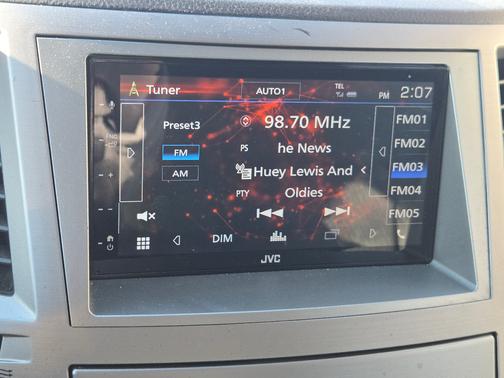 Tuner
AUTO1
TEL
PM 2:07
Preset3
98.70 MHz
FM01
FM
PS
he News
FM02
AM
Huey Lewis And
FM03
PTY
Oldies
FM04
FM05
DIM
JVC